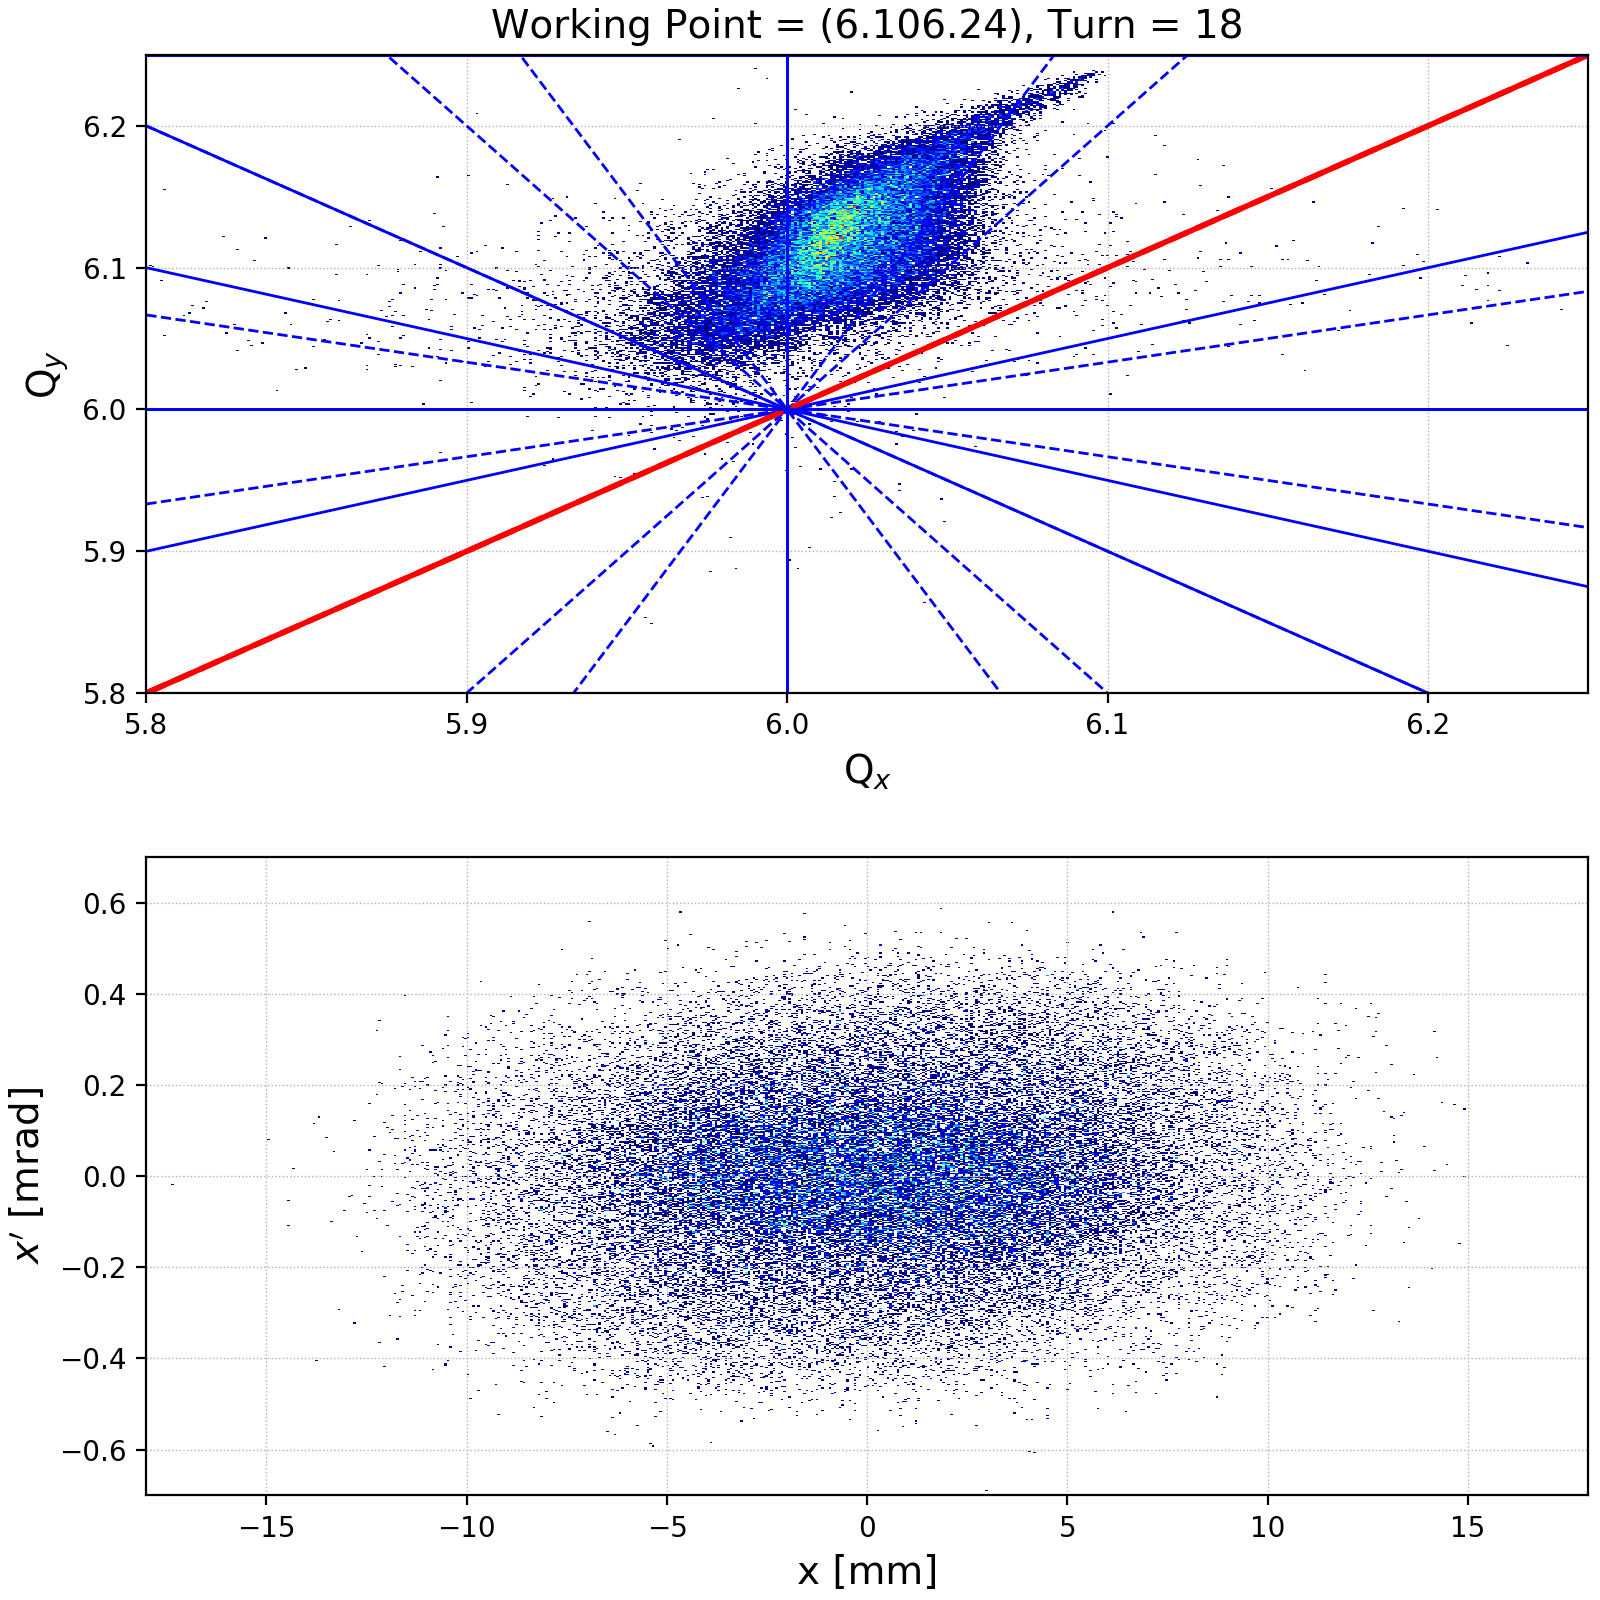 Working Point = (6.106.24), Turn = 18
6.2
6.1
6.0
5.9
5.8
Q_y
5.8 5.9 6.0 6.1 6.2
Q_x
0.6
0.4
0.2
0.0
−0.2
−0.4
−0.6
x′ [mrad]
−15 −10 −5 0 5 10 15
x [mm]